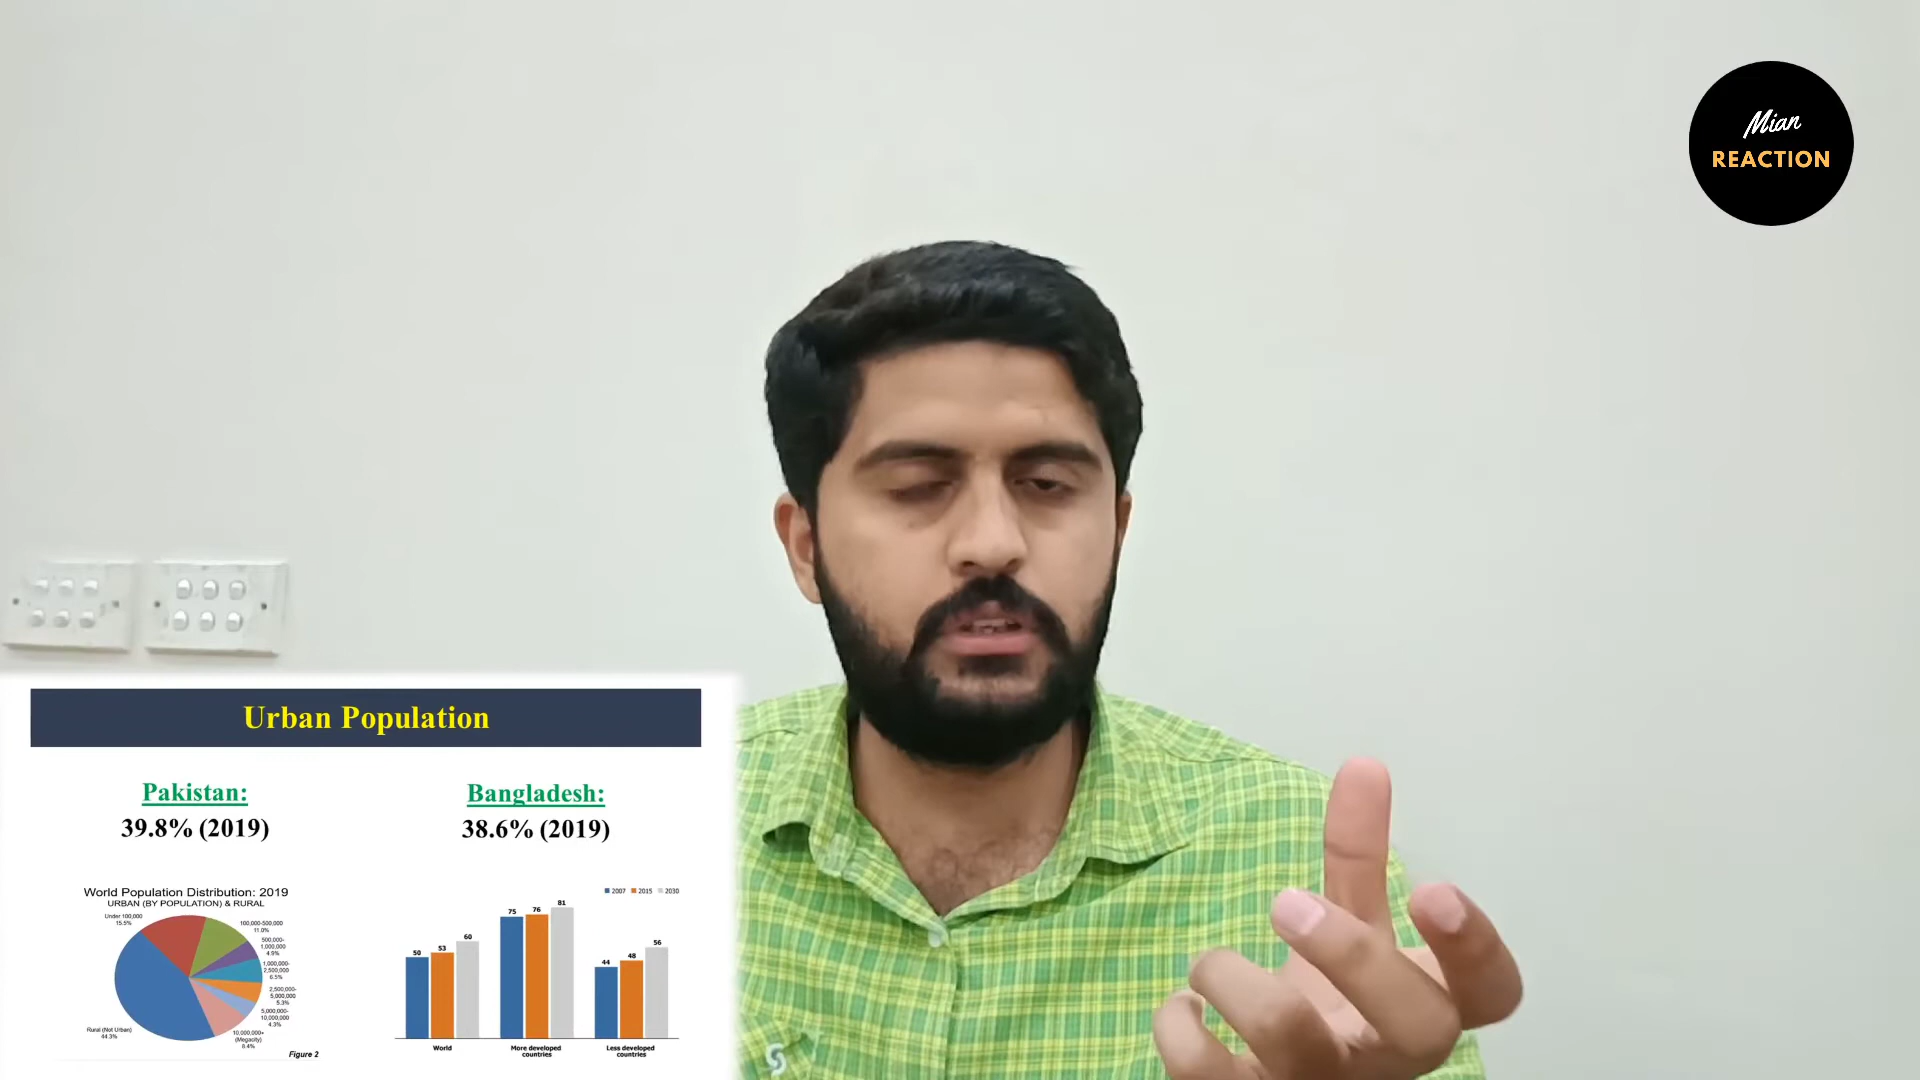 Mian
REACTION
Urban Population
Pakistan:
39.8% (2019)
Bangladesh:
38.6% (2019)
World Population Distribution: 2019
URBAN (BY POPULATION) & RURAL
Under 100,000
15.5%
100,000-500,000
11.0%
500,000-
1,000,000
4.9%
1,000,000-
2,500,000
6.5%
2,500,000-
5,000,000
5.3%
5,000,000-
10,000,000
4.3%
10,000,000+
(Megacity)
8.4%
Rural (Not Urban)
44.3%
Figure 2
2007 2015 2030
50 53 60
75 76 81
44 48 56
World
More developed
countries
Less developed
countries